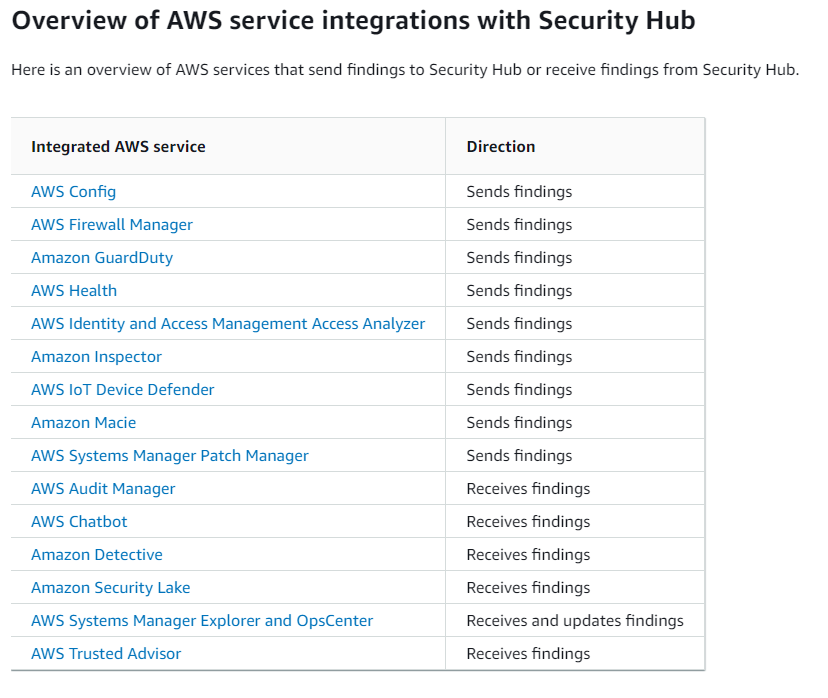 Overview of AWS service integrations with Security Hub
Here is an overview of AWS services that send findings to Security Hub or receive findings from Security Hub.
Integrated AWS service Direction
AWS Config Sends findings
AWS Firewall Manager Sends findings
Amazon GuardDuty Sends findings
AWS Health Sends findings
AWS Identity and Access Management Access Analyzer Sends findings
Amazon Inspector Sends findings
AWS IoT Device Defender Sends findings
Amazon Macie Sends findings
AWS Systems Manager Patch Manager Sends findings
AWS Audit Manager Receives findings
AWS Chatbot Receives findings
Amazon Detective Receives findings
Amazon Security Lake Receives findings
AWS Systems Manager Explorer and OpsCenter Receives and updates findings
AWS Trusted Advisor Receives findings